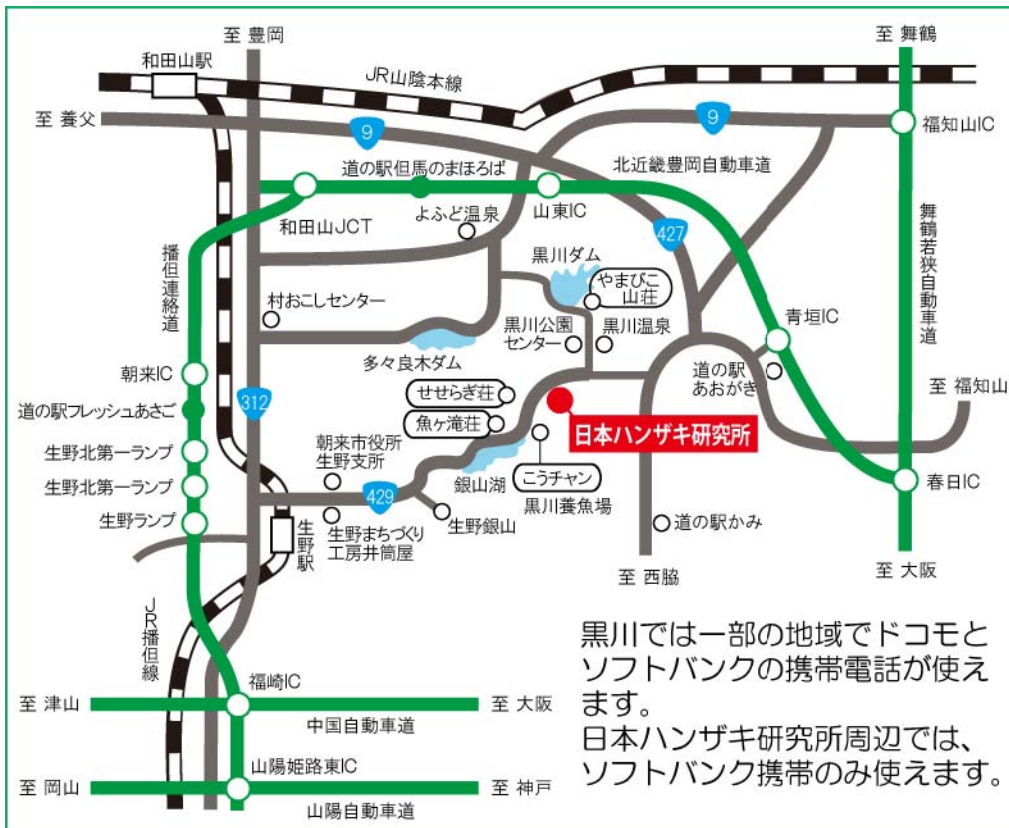 至 豊岡
至 舞鶴
和田山駅
JR山陰本線
至 養父
9
9
福知山IC
道の駅但馬のまほろば
北近畿豊岡自動車道
山東IC
和田山JCT
よふど温泉
427
舞鶴若狭自動車道
播但連絡道
黒川ダム
やまびこ
山荘
村おこしセンター
黒川公園
センター
黒川温泉
青垣IC
多々良木ダム
道の駅
あおがき
朝来IC
せせらぎ荘
至 福知山
312
道の駅フレッシュあさご
魚ヶ滝荘
日本ハンザキ研究所
生野北第一ランプ
朝来市役所
生野支所
銀山湖
こうチャン
黒川養魚場
春日IC
生野北第一ランプ
429
生野ランプ
生野駅
生野まちづくり
工房井筒屋
生野銀山
道の駅かみ
至 西脇
至 大阪
JR播但線
黒川では一部の地域でドコモと
ソフトバンクの携帯電話が使え
ます。
日本ハンザキ研究所周辺では、
ソフトバンク携帯のみ使えます。
福崎IC
至 津山
至 大阪
中国自動車道
山陽姫路東IC
至 岡山
至 神戸
山陽自動車道